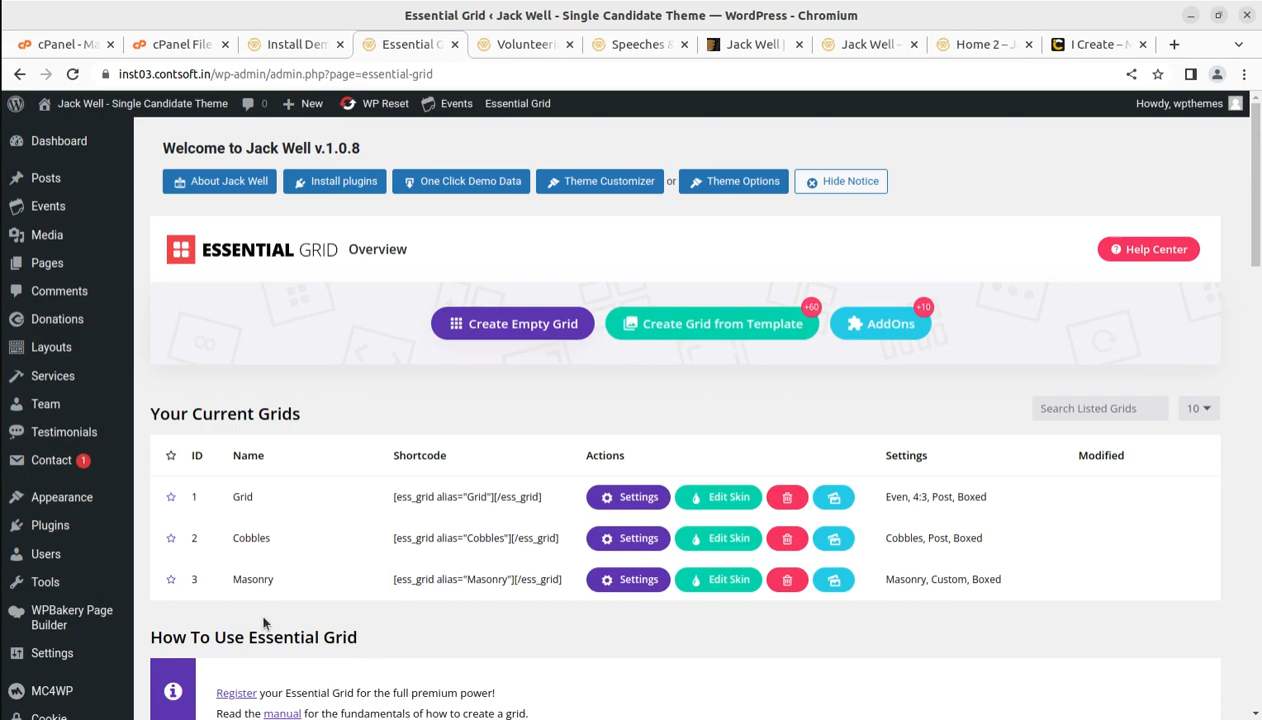 Essential Grid ‹ Jack Well - Single Candidate Theme — WordPress - Chromium
cPanel - Ma
cPanel File
Install Dem
Essential G
Volunteeri
Speeches &
Jack Well |
Jack Well -
Home 2 – J
I Create – M
inst03.contsoft.in/wp-admin/admin.php?page=essential-grid
Jack Well - Single Candidate Theme 0 New WP Reset Events Essential Grid Howdy, wpthemes
Dashboard
Posts
Events
Media
Pages
Comments
Donations
Layouts
Services
Team
Testimonials
Contact 1
Appearance
Plugins
Users
Tools
WPBakery Page
Builder
Settings
MC4WP
Cookie
Welcome to Jack Well v.1.0.8
About Jack Well Install plugins One Click Demo Data Theme Customizer or Theme Options Hide Notice
ESSENTIAL GRID Overview Help Center
Create Empty Grid Create Grid from Template +60 AddOns +10
Your Current Grids Search Listed Grids 10
ID Name Shortcode Actions Settings Modified
1 Grid [ess_grid alias="Grid"][/ess_grid] Settings Edit Skin Even, 4:3, Post, Boxed
2 Cobbles [ess_grid alias="Cobbles"][/ess_grid] Settings Edit Skin Cobbles, Post, Boxed
3 Masonry [ess_grid alias="Masonry"][/ess_grid] Settings Edit Skin Masonry, Custom, Boxed
How To Use Essential Grid
Register your Essential Grid for the full premium power!
Read the manual for the fundamentals of how to create a grid.